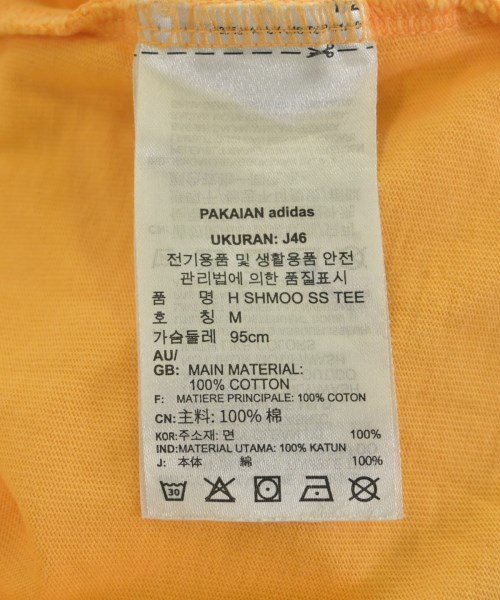 PAKAIAN adidas
UKURAN: J46
전기용품 및 생활용품 안전
관리법에 의한 품질표시
품 명 H SHMOO SS TEE
호 칭 M
가슴둘레 95cm
AU/
GB: MAIN MATERIAL:
100% COTTON
F: MATIERE PRINCIPALE: 100% COTON
CN: 主料: 100% 棉
KOR: 주소재: 면 100%
IND: MATERIAL UTAMA: 100% KATUN
J: 本体 綿 100%
30